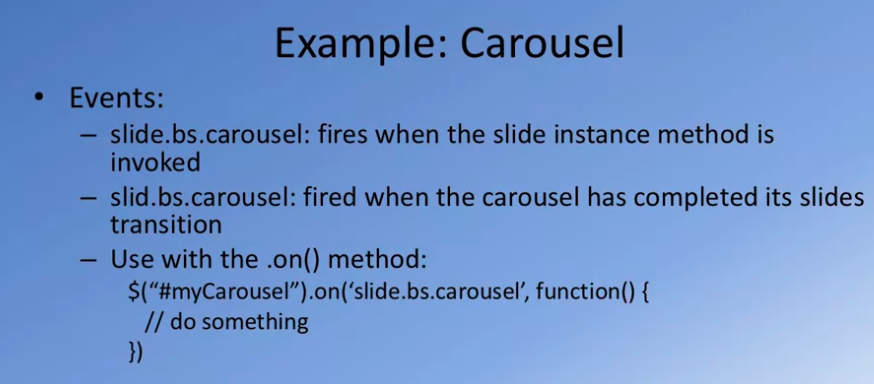 Example: Carousel
• Events:
– slide.bs.carousel: fires when the slide instance method is
invoked
– slid.bs.carousel: fired when the carousel has completed its slides
transition
– Use with the .on() method:
$(“#myCarousel”).on(‘slide.bs.carousel’, function() {
// do something
})